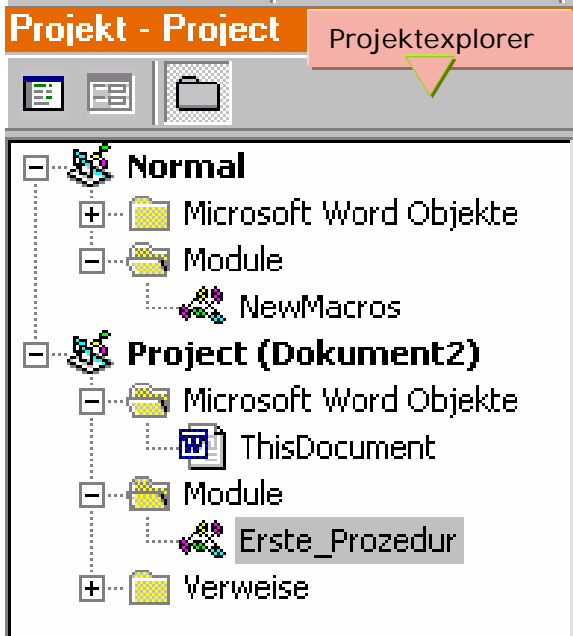 Projekt - Project
Projektexplorer
Normal
Microsoft Word Objekte
Module
NewMacros
Project (Dokument2)
Microsoft Word Objekte
ThisDocument
Module
Erste_Prozedur
Verweise